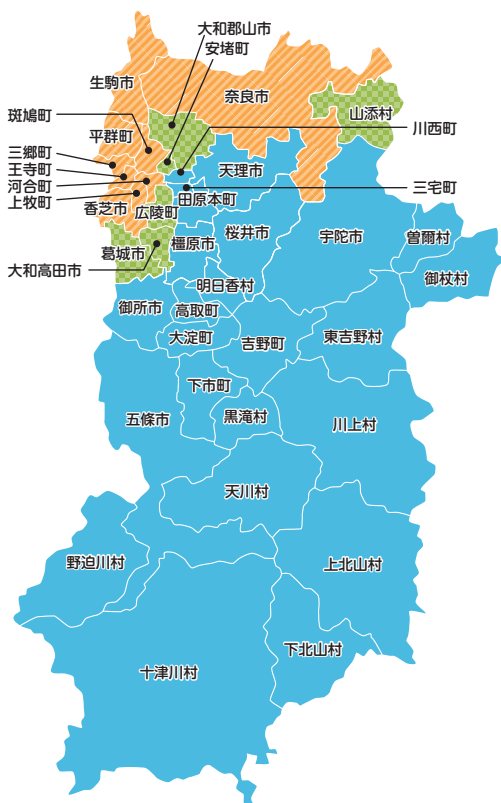 大和郡山市
安堵町
生駒市
奈良市
山添村
斑鳩町
川西町
平群町
三郷町
天理市
王寺町
三宅町
河合町
田原本町
上牧町
香芝市
広陵町
桜井市
宇陀市
曽爾村
橿原市
葛城市
御杖村
大和高田市
明日香村
御所市
高取町
大淀町
吉野町
東吉野村
下市町
五條市
黒滝村
川上村
天川村
野迫川村
上北山村
下北山村
十津川村